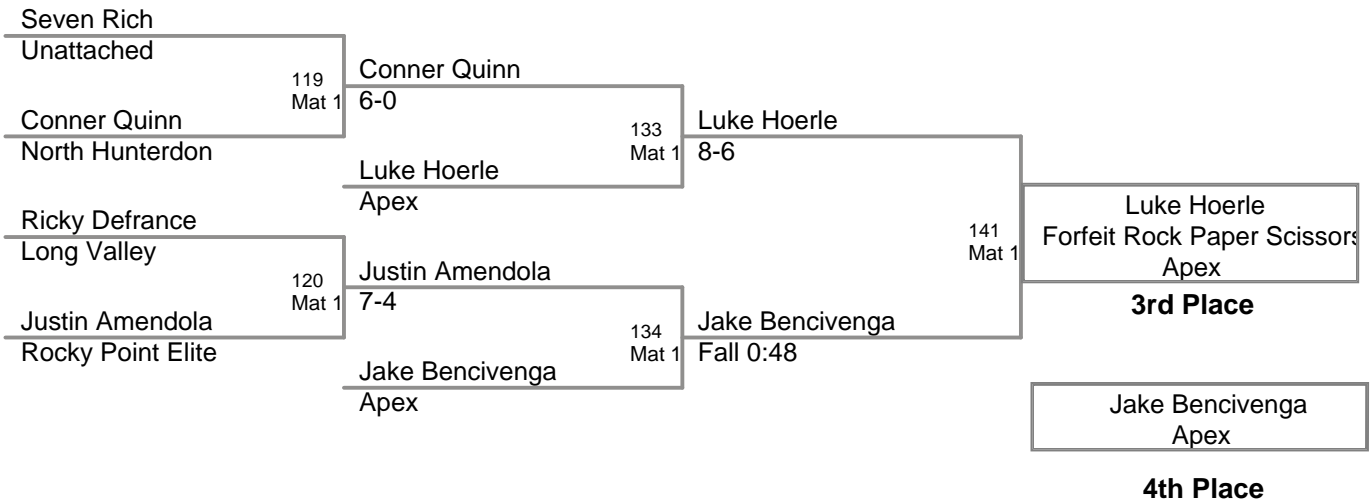 Seven Rich
Unattached
119
Mat 1
Conner Quinn
6-0
Conner Quinn
North Hunterdon
133
Mat 1
Luke Hoerle
8-6
Luke Hoerle
Apex
Ricky Defrance
Long Valley
120
Mat 1
Justin Amendola
7-4
Justin Amendola
Rocky Point Elite
134
Mat 1
Jake Bencivenga
Fall 0:48
Jake Bencivenga
Apex
141
Mat 1
Luke Hoerle
Forfeit Rock Paper Scissors
Apex
3rd Place
Jake Bencivenga
Apex
4th Place